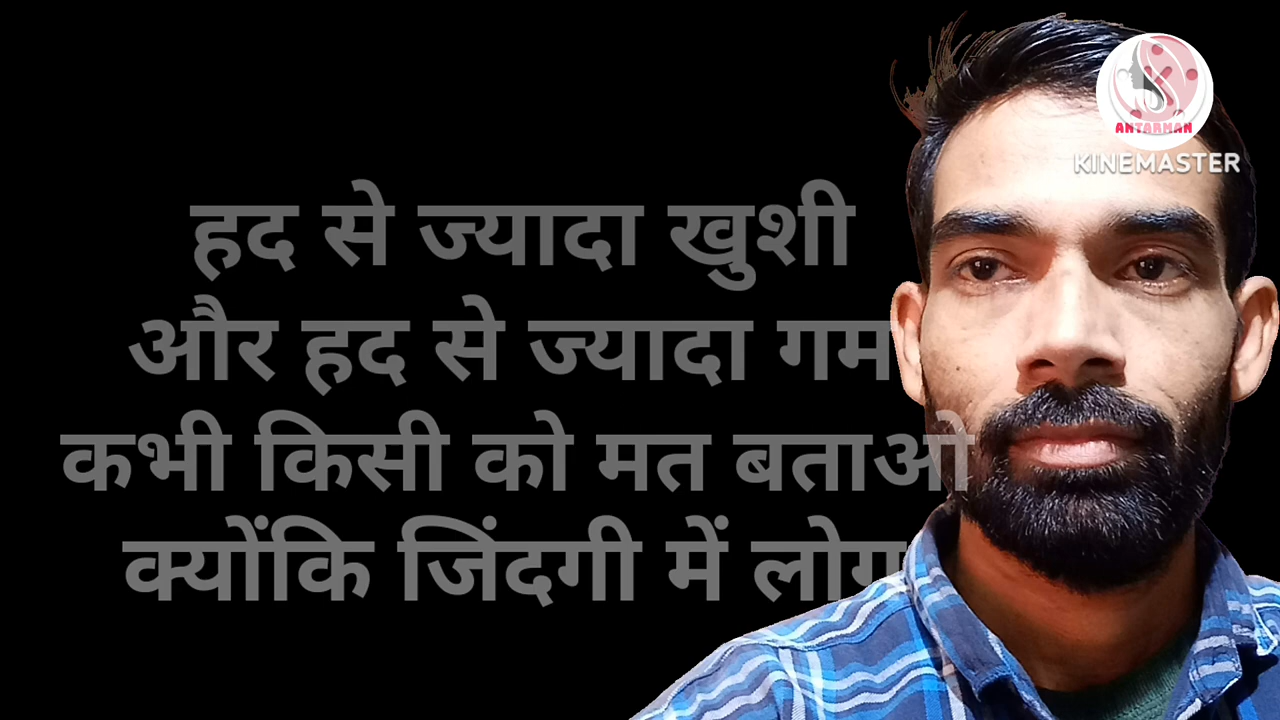 ANTARMAN
KINEMASTER
हद से ज्यादा खुशी
और हद से ज्यादा गम
कभी किसी को मत बताओ
क्योंकि जिंदगी में लोग